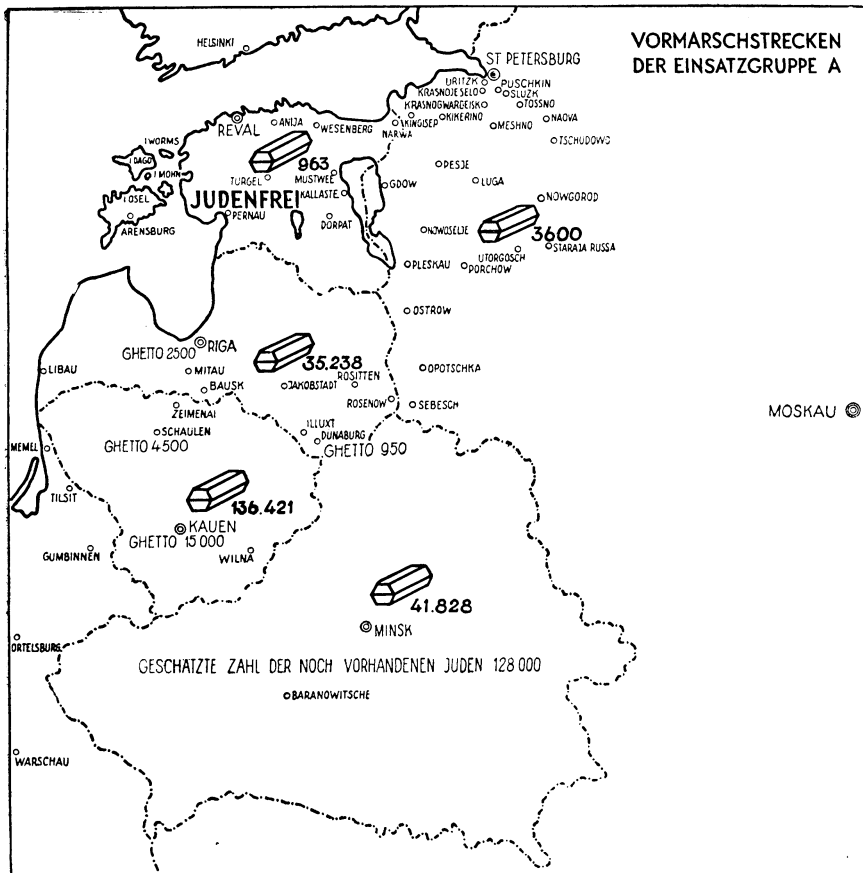 VORMARSCHSTRECKEN
DER EINSATZGRUPPE A
HELSINKI
ST PETERSBURG
URITZK
PUSCHKIN
KRASNOJE SELO
SLUZK
KRASNOGWARGEISK
TOSSNO
REVAL
ANIJA
WESENBERG
NARWA
KINGISEP
KIKERINO
MESHNO
NAOVA
TSCHUDOWO
I WORMS
I DAGO
I MOHN
I OSEL
ARENSBURG
963
TURGEL
MUSTWEE
KALLASTE
GDOW
PESJE
LUGA
NOWGOROD
JUDENFREI
PERNAU
DORPAT
NOWOSELJE
3600
UTORGOSCH
STARAJA RUSSA
PLESKAU
PORCHOW
OSTROW
RIGA
GHETTO 2500
35.238
LIBAU
MITAU
BAUSK
JAKOBSTADT
ROSITTEN
OPOTSCHKA
ROSENOW
SEBESCH
MOSKAU
ZEIMENAI
SCHAULEN
GHETTO 4500
ILLUXT
DUNABURG
GHETTO 950
MEMEL
TILSIT
136.421
KAUEN
GHETTO 15 000
GUMBINNEN
WILNA
41.828
MINSK
ORTELSBURG
GESCHÄTZTE ZAHL DER NOCH VORHANDENEN JUDEN 128 000
BARANOWITSCHE
WARSCHAU